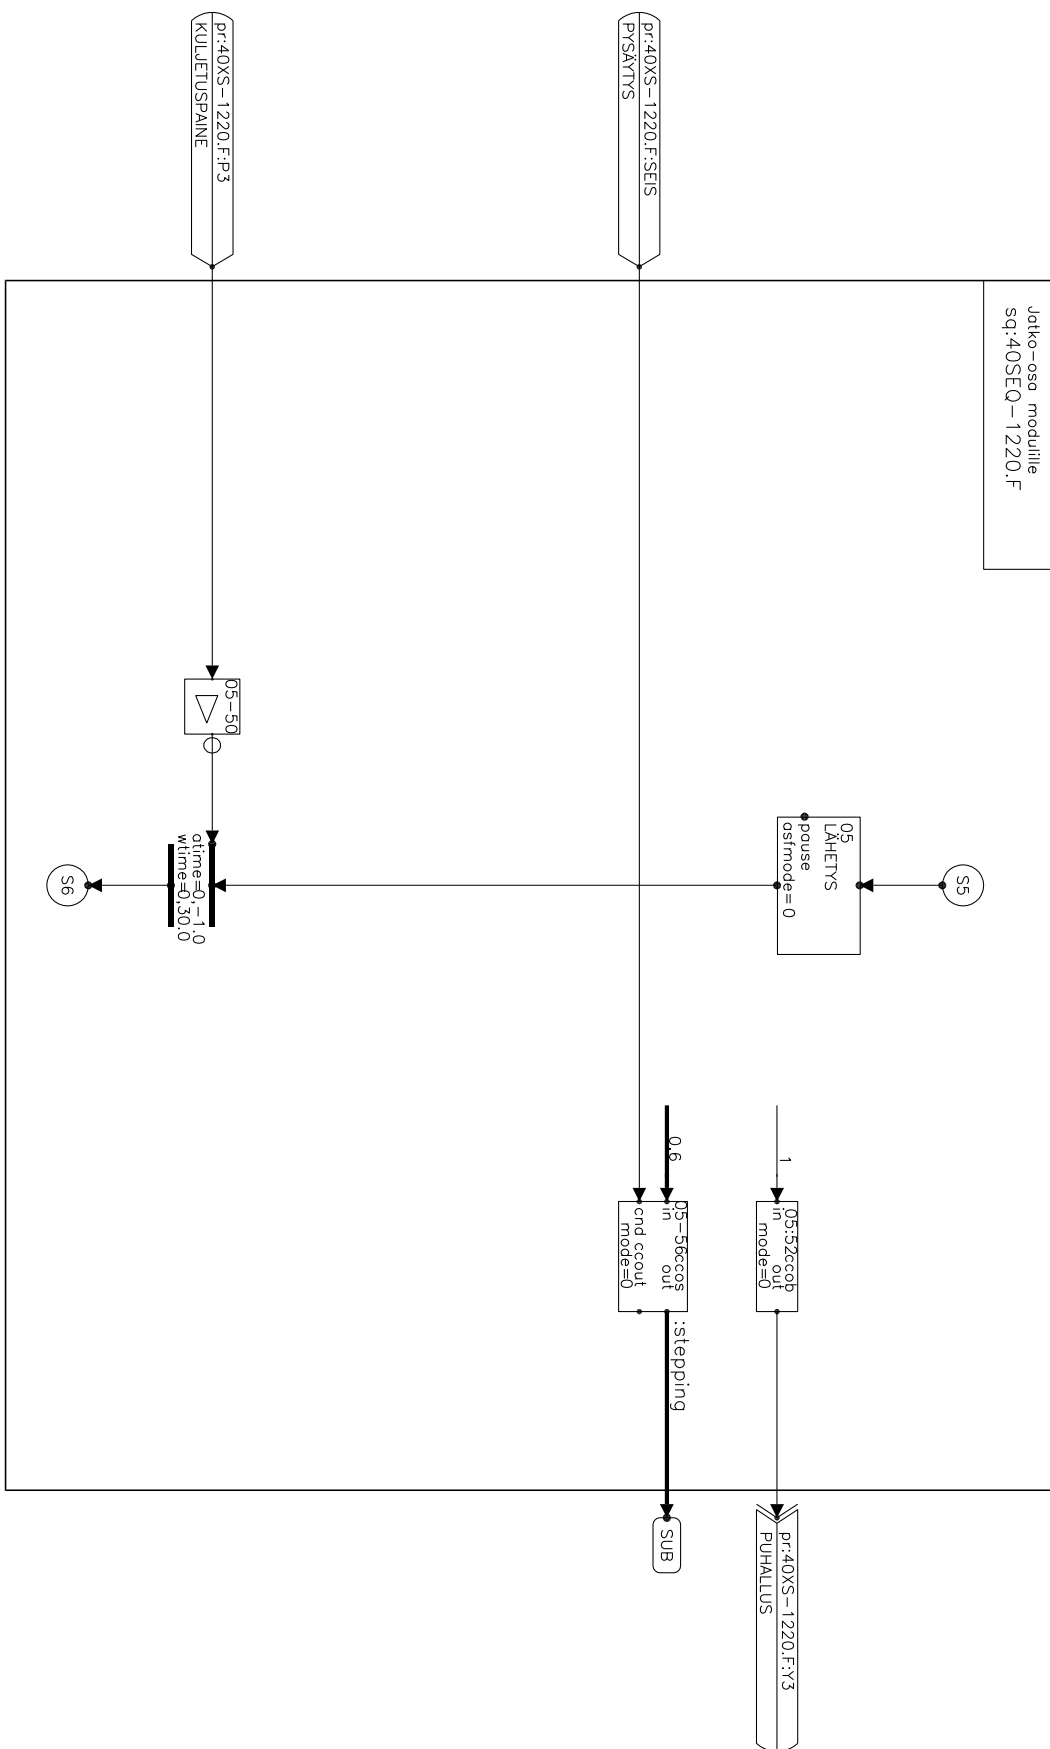 Jatko-osa modulille
sq:40SEQ-1220.F
S5
05
LÄHETYS
pause
asfmode=0
1
05:52ccob
in out
mode=0
pr:40XS-1220.F:Y3
PUHALLUS
pr:40XS-1220.F:SEIS
PYSÄYTYS
0,6
05-56ccos
in out
cnd ccout
mode=0
:stepping
SUB
pr:40XS-1220.F:P3
KULJETUSPAINE
05-50
atime=0,-1.0
wtime=0,30.0
S6